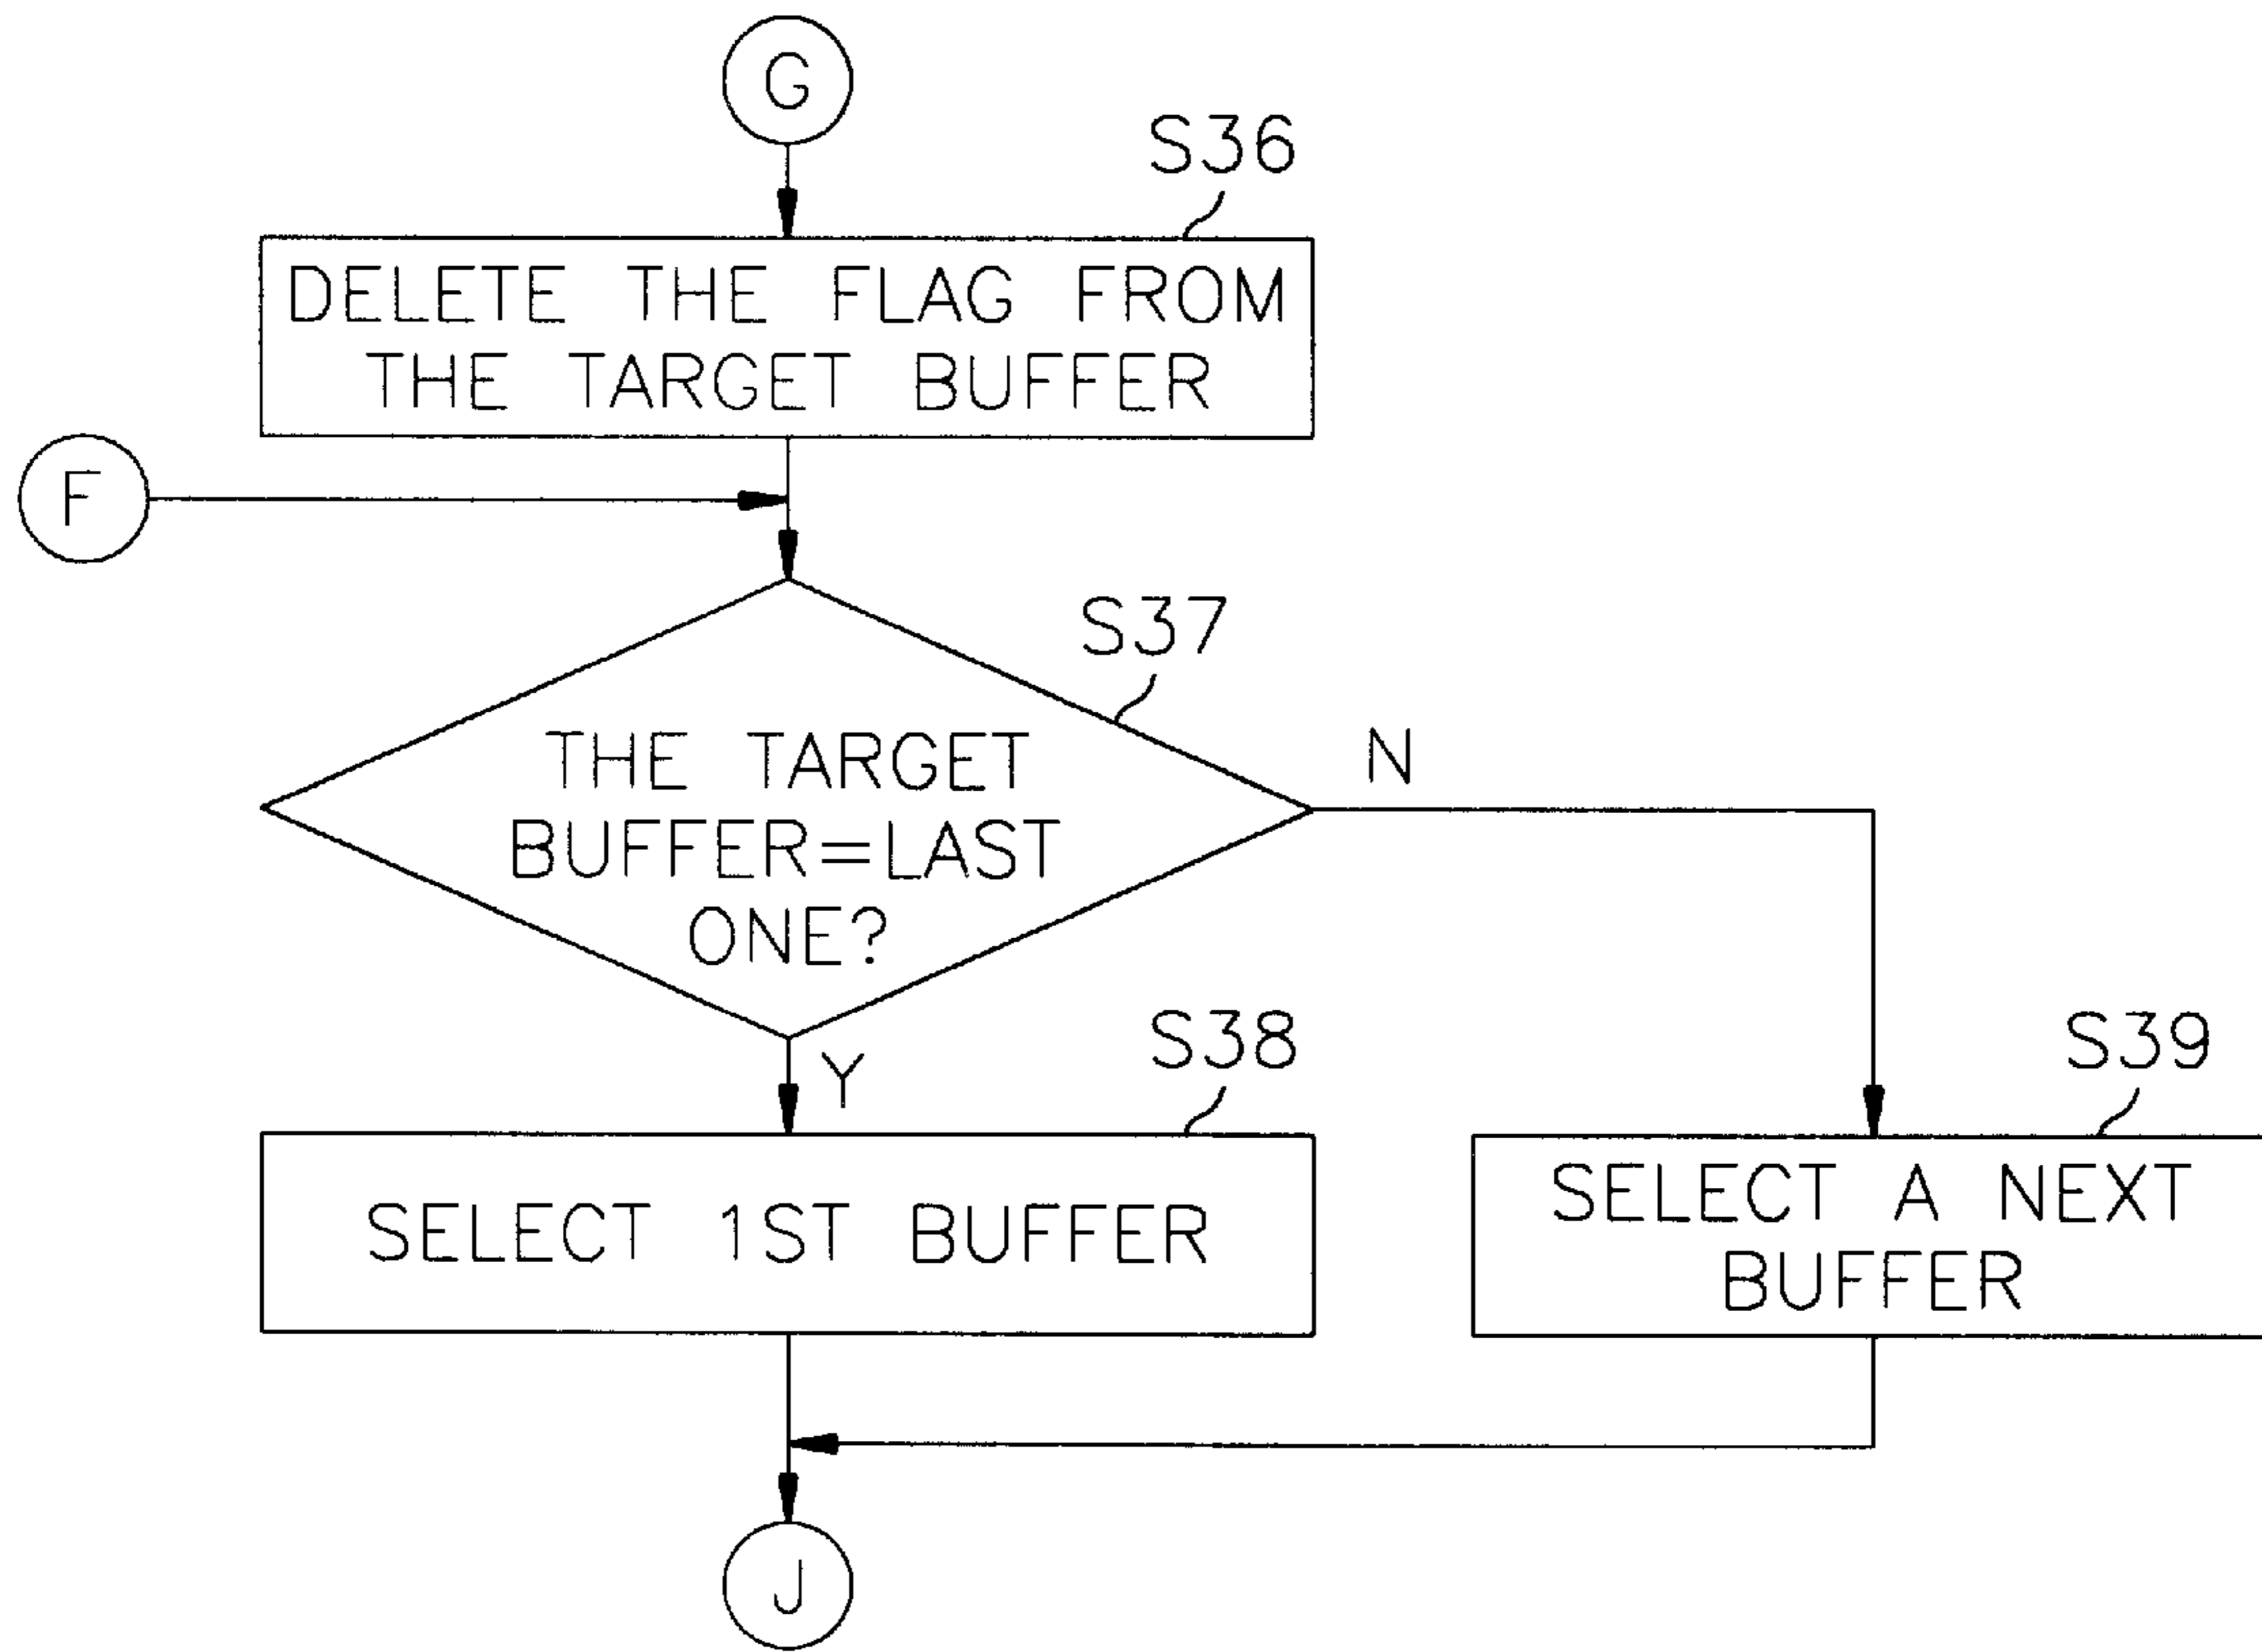 G
S36
DELETE THE FLAG FROM
THE TARGET BUFFER
F
S37
THE TARGET
BUFFER=LAST
ONE?
N
Y
S38
SELECT 1ST BUFFER
S39
SELECT A NEXT
BUFFER
J